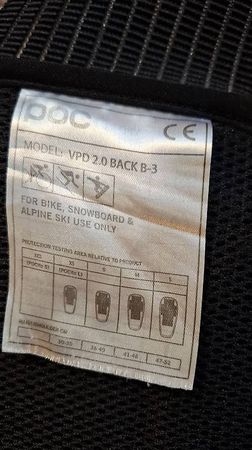 POC
CE
MODEL: VPD 2.0 BACK B-3
FOR BIKE, SNOWBOARD &
ALPINE SKI USE ONLY
PROTECTION TESTING AREA RELATIVE TO PRODUCT
XS S M L
30-35 36-40 41-46 47-52